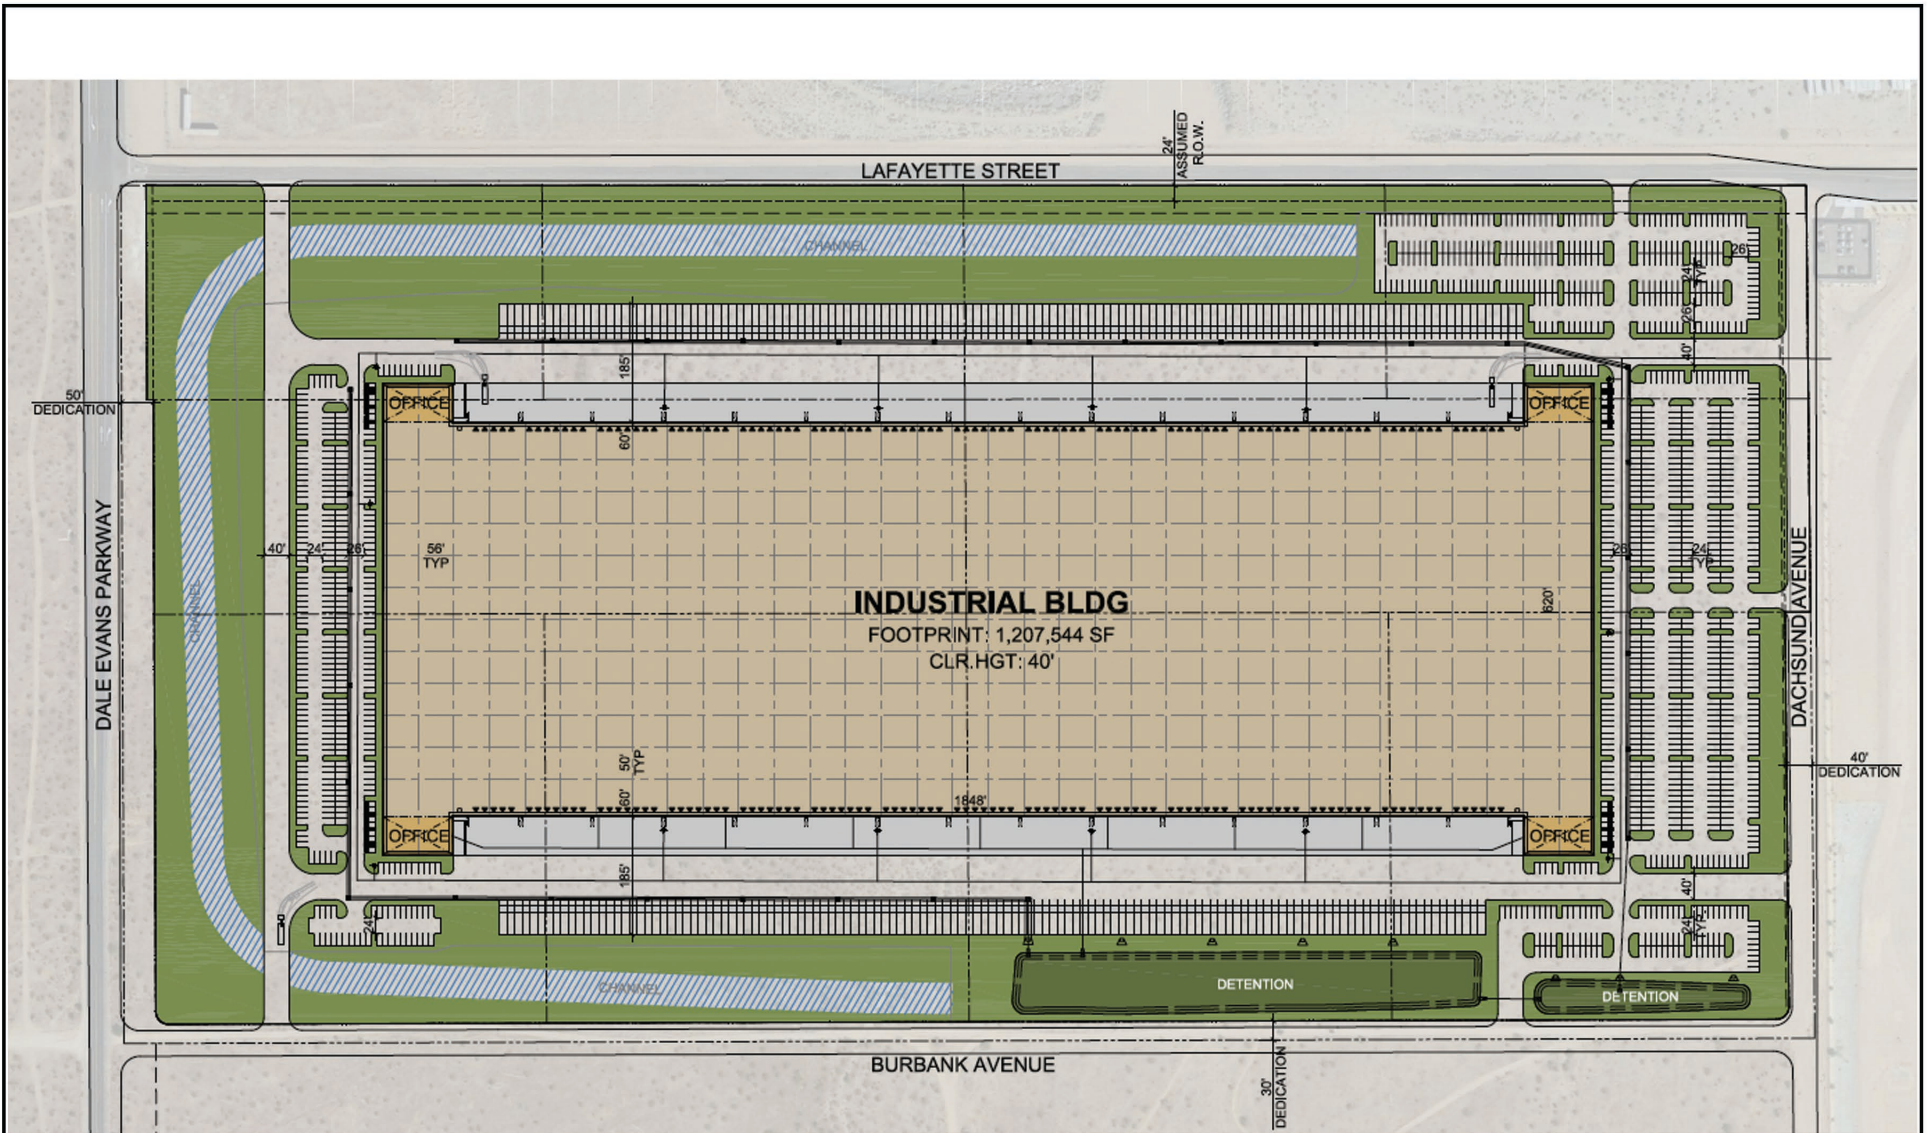 24'
ASSUMED
R.O.W.
LAFAYETTE STREET
CHANNEL
26'
24'
TYP
26'
40'
185'
50'
DEDICATION
OFFICE
OFFICE
60'
DALE EVANS PARKWAY
CHANNEL
40'
24'
26'
56'
TYP
26'
24'
TYP
620'
INDUSTRIAL BLDG
FOOTPRINT: 1,207,544 SF
CLR.HGT: 40'
DACHSUND AVENUE
50'
TYP
60'
1848'
40'
DEDICATION
OFFICE
OFFICE
185'
40'
24'
24'
TYP
CHANNEL
DETENTION
DETENTION
BURBANK AVENUE
30'
DEDICATION